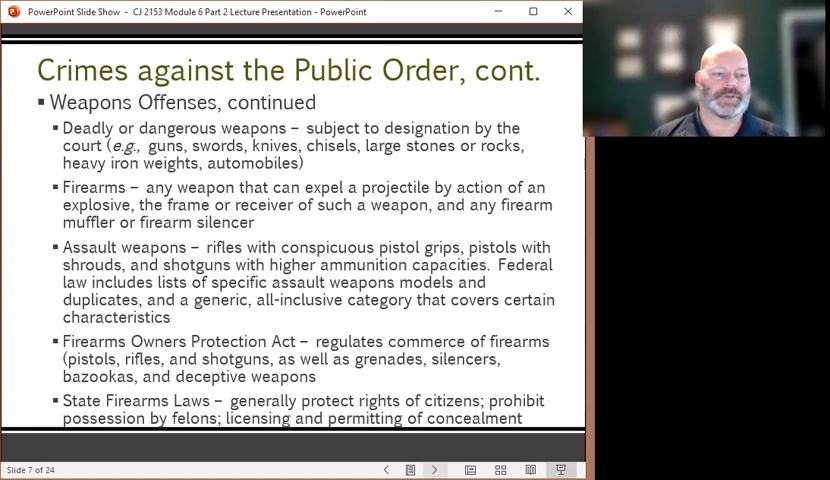 PowerPoint Slide Show - CJ 2153 Module 6 Part 2 Lecture Presentation - PowerPoint
Crimes against the Public Order, cont.
▪ Weapons Offenses, continued
▪ Deadly or dangerous weapons – subject to designation by the
court (e.g., guns, swords, knives, chisels, large stones or rocks,
heavy iron weights, automobiles)
▪ Firearms – any weapon that can expel a projectile by action of an
explosive, the frame or receiver of such a weapon, and any firearm
muffler or firearm silencer
▪ Assault weapons – rifles with conspicuous pistol grips, pistols with
shrouds, and shotguns with higher ammunition capacities. Federal
law includes lists of specific assault weapons models and
duplicates, and a generic, all-inclusive category that covers certain
characteristics
▪ Firearms Owners Protection Act – regulates commerce of firearms
(pistols, rifles, and shotguns, as well as grenades, silencers,
bazookas, and deceptive weapons
▪ State Firearms Laws – generally protect rights of citizens; prohibit
possession by felons; licensing and permitting of concealment
Slide 7 of 24